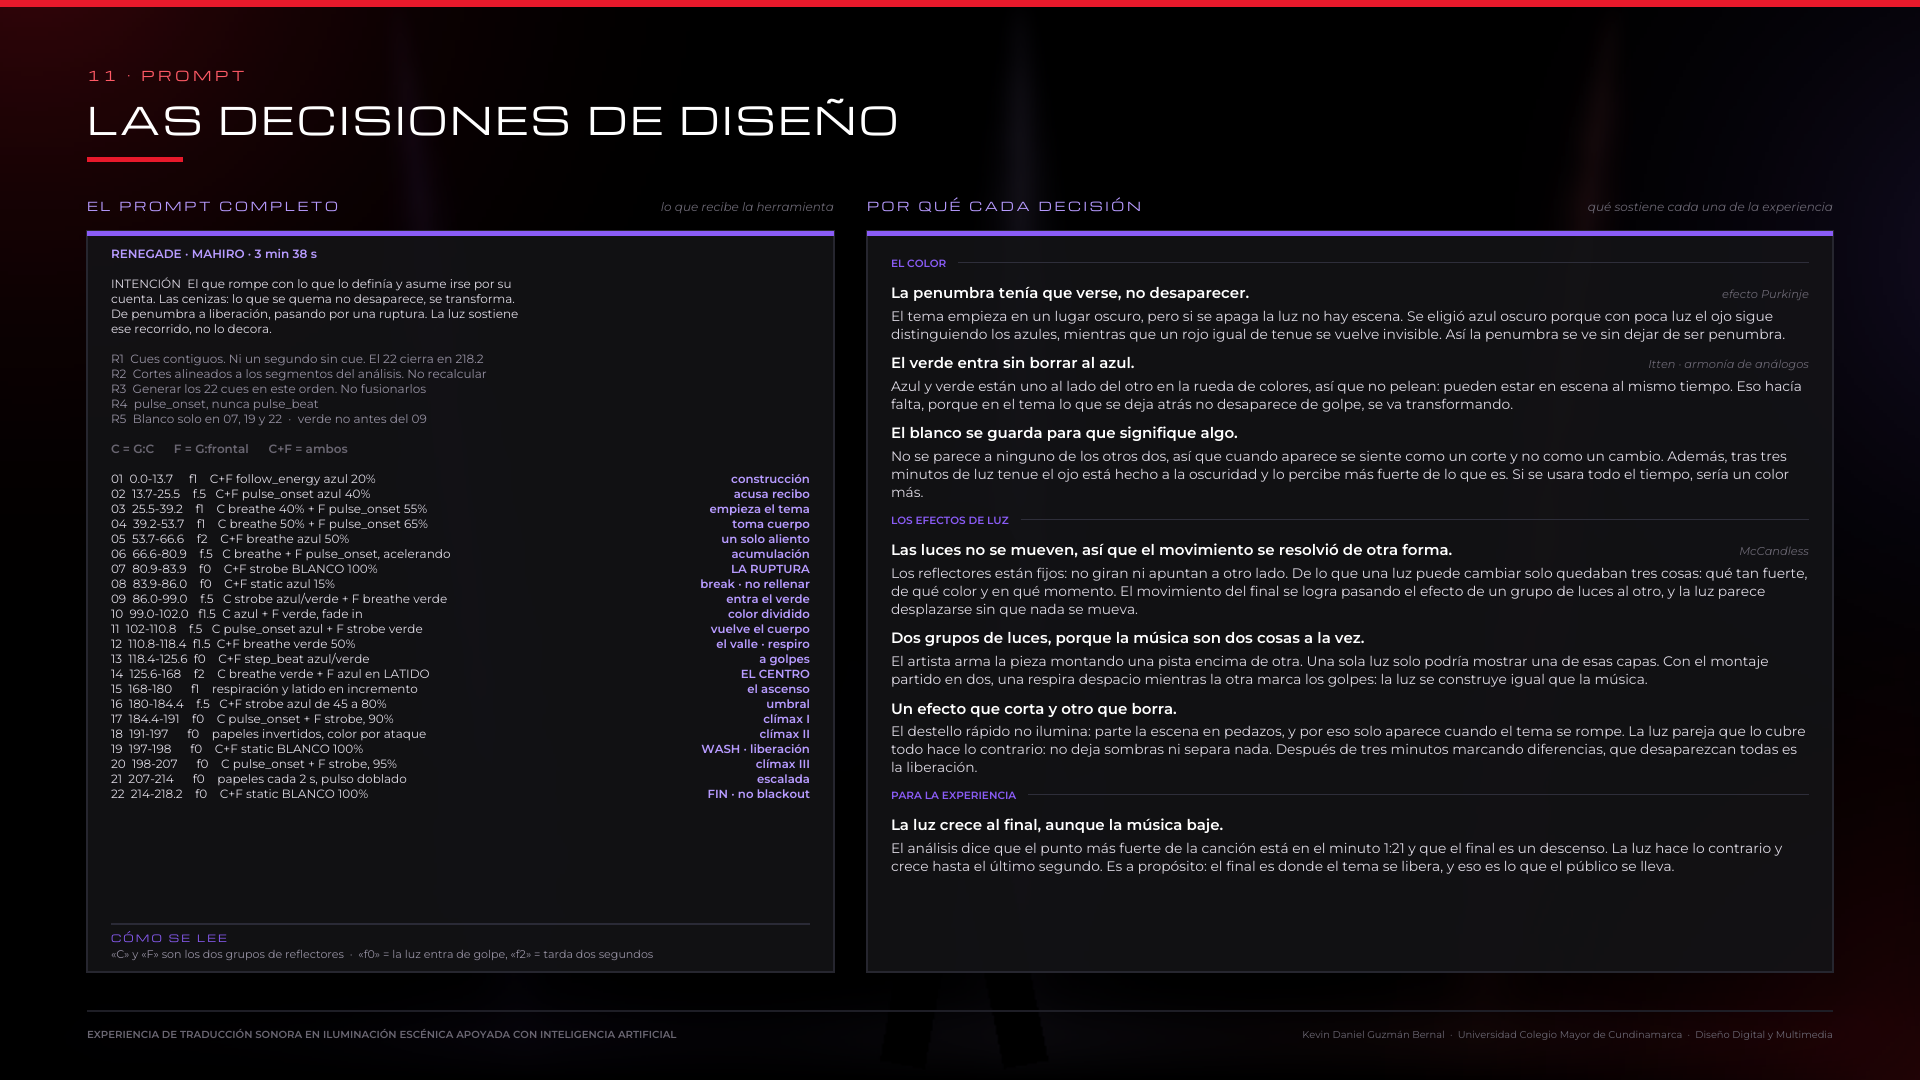 11 · PROMPT
LAS DECISIONES DE DISEÑO
EL PROMPT COMPLETO
lo que recibe la herramienta
RENEGADE · MAHIRO · 3 min 38 s
INTENCIÓN El que rompe con lo que lo definía y asume irse por su
cuenta. Las cenizas: lo que se quema no desaparece, se transforma.
De penumbra a liberación, pasando por una ruptura. La luz sostiene
ese recorrido, no lo decora.
R1 Cues contiguos. Ni un segundo sin cue. El 22 cierra en 218.2
R2 Cortes alineados a los segmentos del análisis. No recalcular
R3 Generar los 22 cues en este orden. No fusionarlos
R4 pulse_onset, nunca pulse_beat
R5 Blanco solo en 07, 19 y 22 · verde no antes del 09
C = G:C F = G:frontal C+F = ambos
01 0.0-13.7 f1 C+F follow_energy azul 20% construcción
02 13.7-25.5 f.5 C+F pulse_onset azul 40% acusa recibo
03 25.5-39.2 f1 C breathe 40% + F pulse_onset 55% empieza el tema
04 39.2-53.7 f1 C breathe 50% + F pulse_onset 65% toma cuerpo
05 53.7-66.6 f2 C+F breathe azul 50% un solo aliento
06 66.6-80.9 f.5 C breathe + F pulse_onset, acelerando acumulación
07 80.9-83.9 f0 C+F strobe BLANCO 100% LA RUPTURA
08 83.9-86.0 f0 C+F static azul 15% break · no rellenar
09 86.0-99.0 f.5 C strobe azul/verde + F breathe verde entra el verde
10 99.0-102.0 f1.5 C azul + F verde, fade in color dividido
11 102-110.8 f.5 C pulse_onset azul + F strobe verde vuelve el cuerpo
12 110.8-118.4 f1.5 C+F breathe verde 50% el valle · respiro
13 118.4-125.6 f0 C+F step_beat azul/verde a golpes
14 125.6-168 f2 C breathe verde + F azul en LATIDO EL CENTRO
15 168-180 f1 respiración y latido en incremento el ascenso
16 180-184.4 f.5 C+F strobe azul de 45 a 80% umbral
17 184.4-191 f0 C pulse_onset + F strobe, 90% clímax I
18 191-197 f0 papeles invertidos, color por ataque clímax II
19 197-198 f0 C+F static BLANCO 100% WASH · liberación
20 198-207 f0 C pulse_onset + F strobe, 95% clímax III
21 207-214 f0 papeles cada 2 s, pulso doblado escalada
22 214-218.2 f0 C+F static BLANCO 100% FIN · no blackout
CÓMO SE LEE
«C» y «F» son los dos grupos de reflectores · «f0» = la luz entra de golpe, «f2» = tarda dos segundos
POR QUÉ CADA DECISIÓN
qué sostiene cada una de la experiencia
EL COLOR
La penumbra tenía que verse, no desaparecer. efecto Purkinje
El tema empieza en un lugar oscuro, pero si se apaga la luz no hay escena. Se eligió azul oscuro porque con poca luz el ojo sigue
distinguiendo los azules, mientras que un rojo igual de tenue se vuelve invisible. Así la penumbra se ve sin dejar de ser penumbra.
El verde entra sin borrar al azul. Itten · armonía de análogos
Azul y verde están uno al lado del otro en la rueda de colores, así que no pelean: pueden estar en escena al mismo tiempo. Eso hacía
falta, porque en el tema lo que se deja atrás no desaparece de golpe, se va transformando.
El blanco se guarda para que signifique algo.
No se parece a ninguno de los otros dos, así que cuando aparece se siente como un corte y no como un cambio. Además, tras tres
minutos de luz tenue el ojo está hecho a la oscuridad y lo percibe más fuerte de lo que es. Si se usara todo el tiempo, sería un color
más.
LOS EFECTOS DE LUZ
Las luces no se mueven, así que el movimiento se resolvió de otra forma. McCandless
Los reflectores están fijos: no giran ni apuntan a otro lado. De lo que una luz puede cambiar solo quedaban tres cosas: qué tan fuerte,
de qué color y en qué momento. El movimiento del final se logra pasando el efecto de un grupo de luces al otro, y la luz parece
desplazarse sin que nada se mueva.
Dos grupos de luces, porque la música son dos cosas a la vez.
El artista arma la pieza montando una pista encima de otra. Una sola luz solo podría mostrar una de esas capas. Con el montaje
partido en dos, una respira despacio mientras la otra marca los golpes: la luz se construye igual que la música.
Un efecto que corta y otro que borra.
El destello rápido no ilumina: parte la escena en pedazos, y por eso solo aparece cuando el tema se rompe. La luz pareja que lo cubre
todo hace lo contrario: no deja sombras ni separa nada. Después de tres minutos marcando diferencias, que desaparezcan todas es
la liberación.
PARA LA EXPERIENCIA
La luz crece al final, aunque la música baje.
El análisis dice que el punto más fuerte de la canción está en el minuto 1:21 y que el final es un descenso. La luz hace lo contrario y
crece hasta el último segundo. Es a propósito: el final es donde el tema se libera, y eso es lo que el público se lleva.
EXPERIENCIA DE TRADUCCIÓN SONORA EN ILUMINACIÓN ESCÉNICA APOYADA CON INTELIGENCIA ARTIFICIAL
Kevin Daniel Guzmán Bernal · Universidad Colegio Mayor de Cundinamarca · Diseño Digital y Multimedia